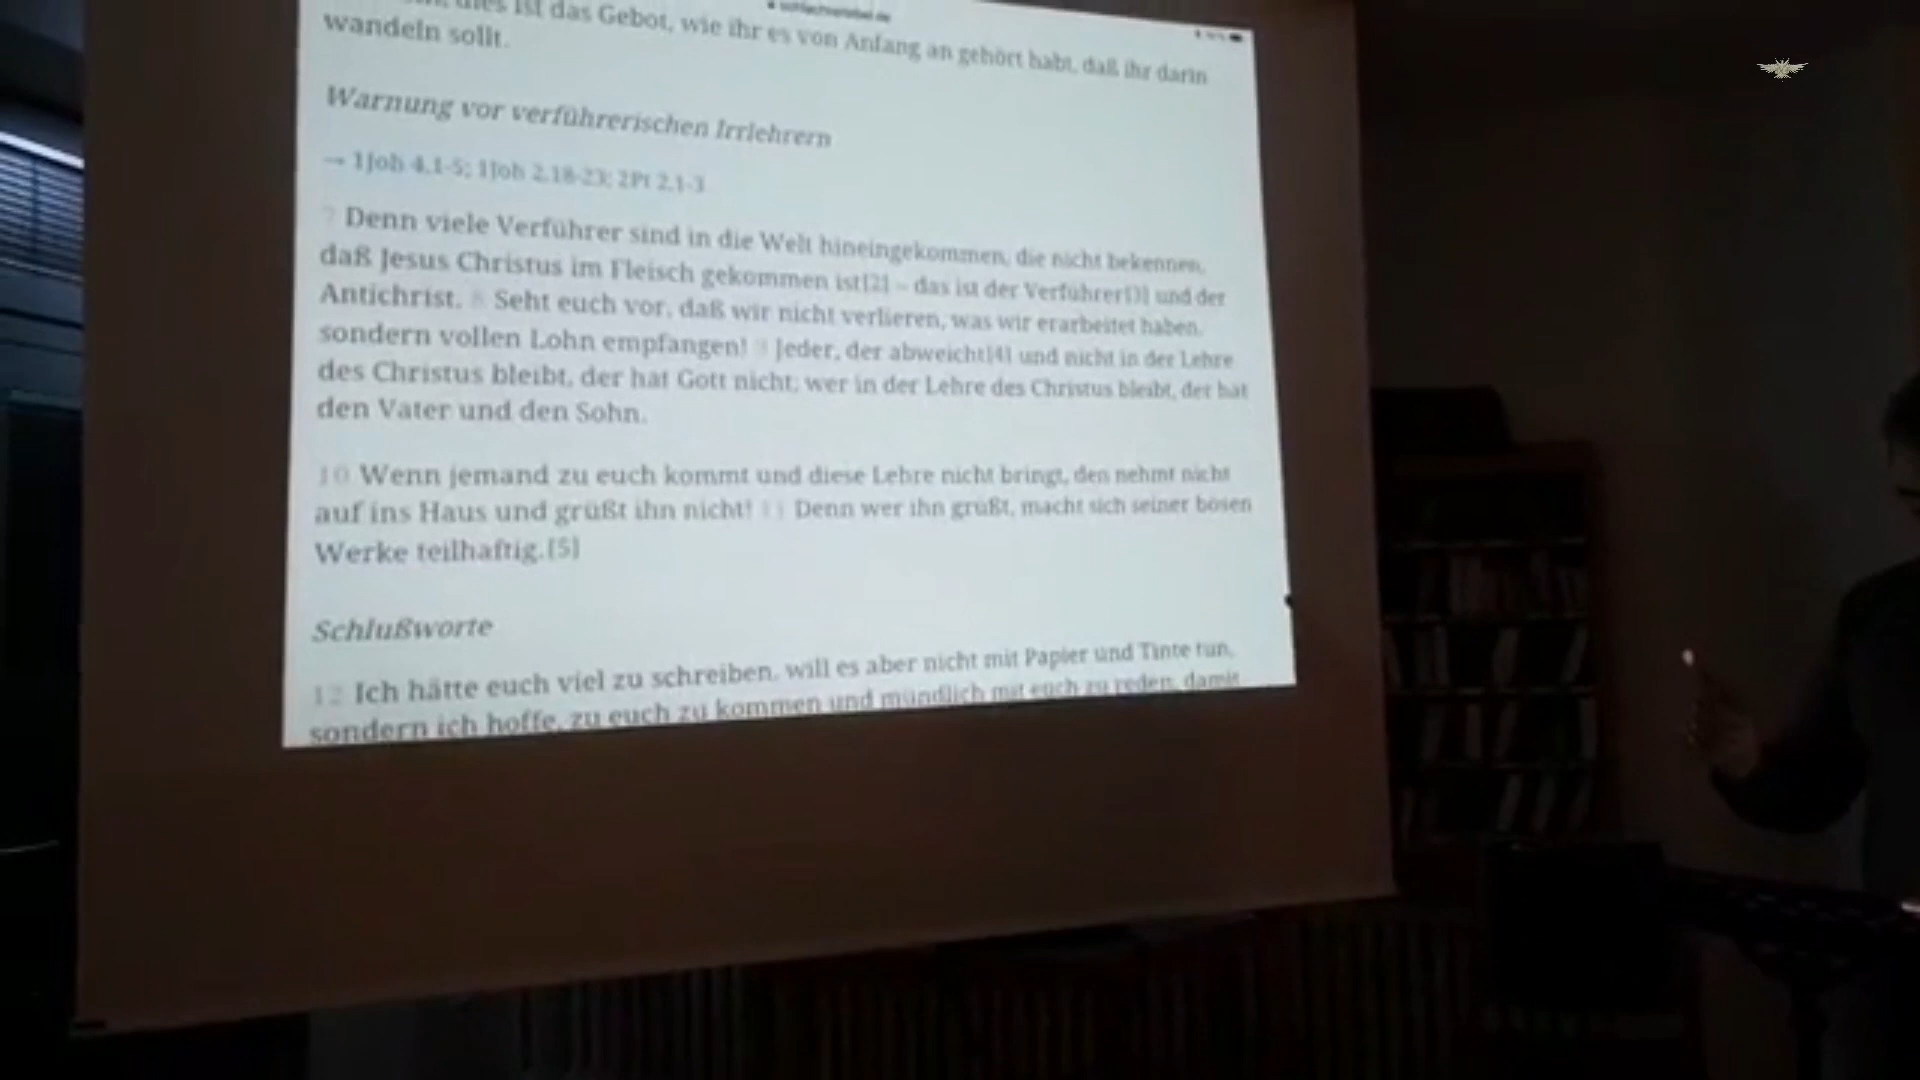 ist das Gebot, wie ihr es von Anfang an gehört habt, daß ihr darin
wandeln sollt.
Warnung vor verführerischen Irrlehrern
→ 1Joh 4,1-5; 1Joh 2,18-23; 2Pt 2,1-3
7 Denn viele Verführer sind in die Welt hineingekommen, die nicht bekennen,
daß Jesus Christus im Fleisch gekommen ist[2] – das ist der Verführer[3] und der
Antichrist. 8 Seht euch vor, daß wir nicht verlieren, was wir erarbeitet haben,
sondern vollen Lohn empfangen! 9 Jeder, der abweicht[4] und nicht in der Lehre
des Christus bleibt, der hat Gott nicht; wer in der Lehre des Christus bleibt, der hat
den Vater und den Sohn.
10 Wenn jemand zu euch kommt und diese Lehre nicht bringt, den nehmt nicht
auf ins Haus und grüßt ihn nicht! 11 Denn wer ihn grüßt, macht sich seiner bösen
Werke teilhaftig.[5]
Schlußworte
12 Ich hätte euch viel zu schreiben, will es aber nicht mit Papier und Tinte tun,
sondern ich hoffe, zu euch zu kommen und mündlich mit euch zu reden, damit